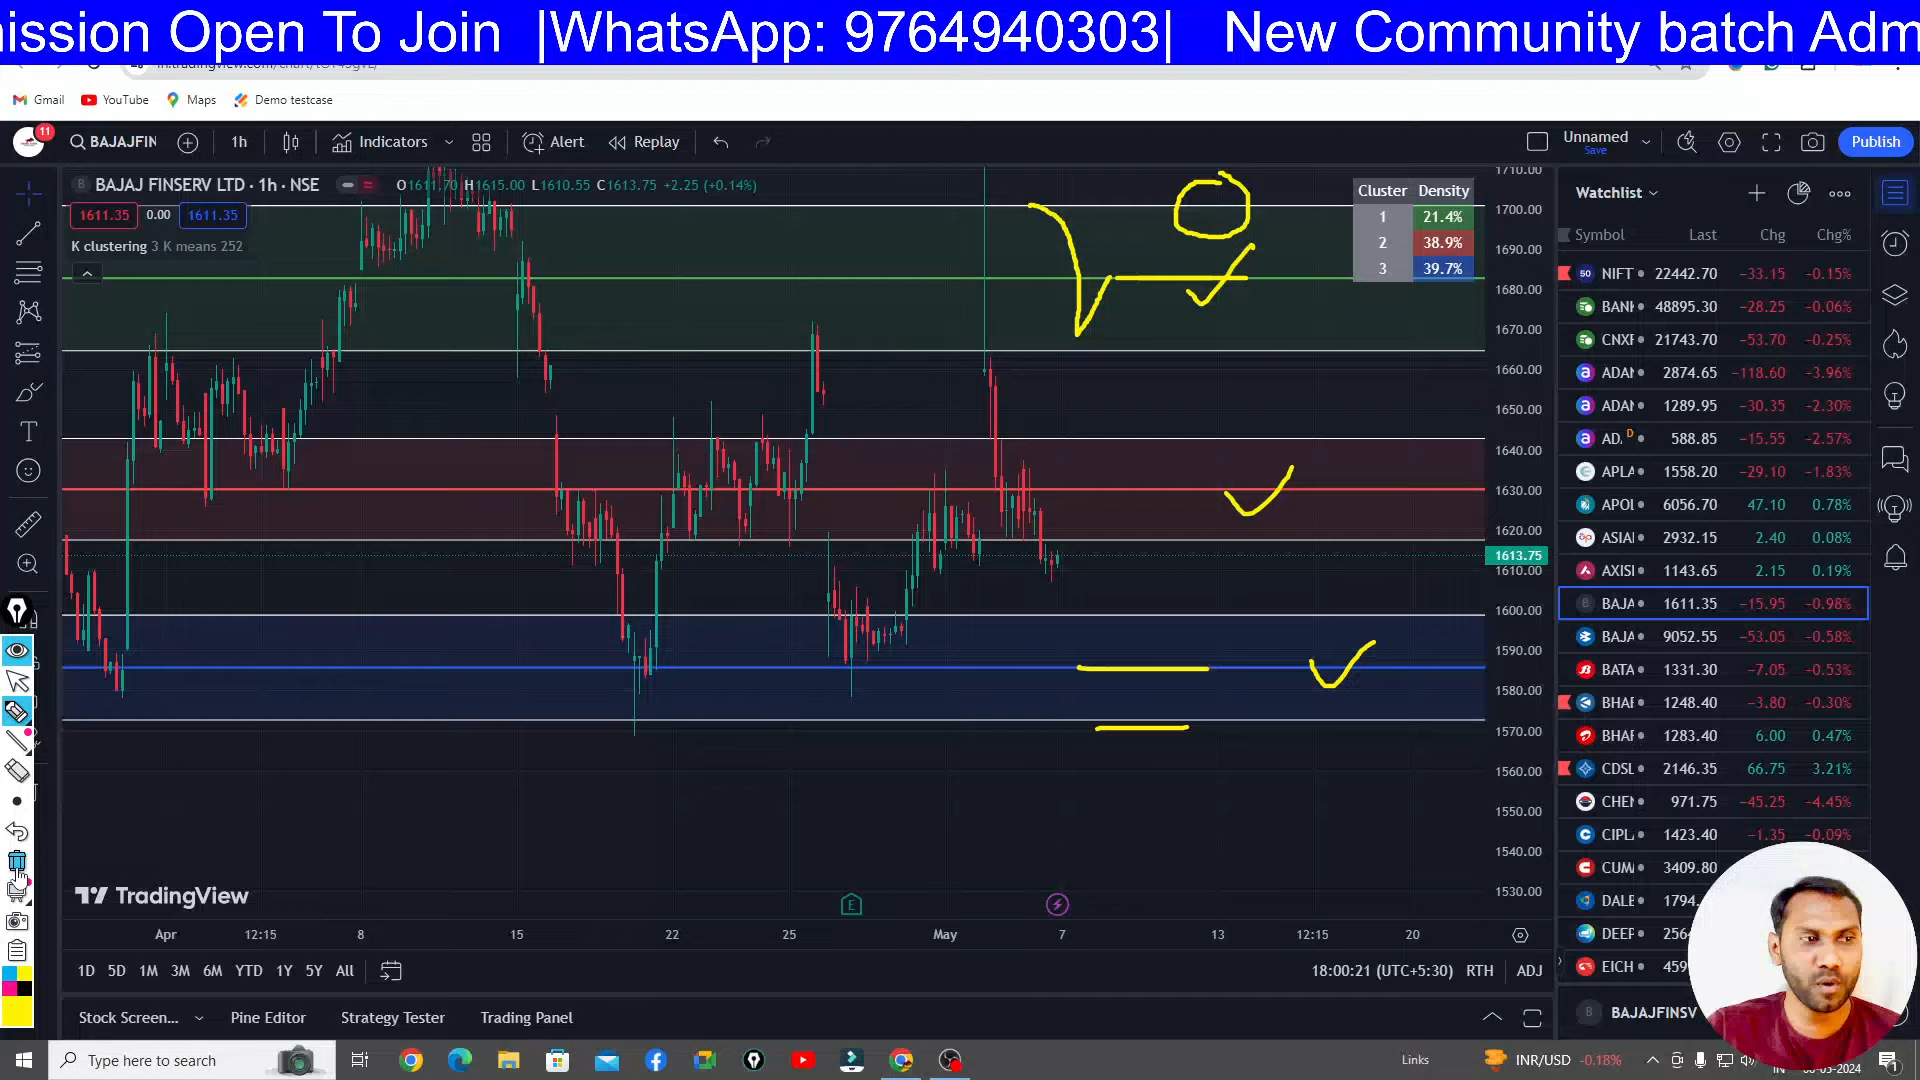 ission Open To Join |WhatsApp: 9764940303| New Community batch Adm
Gmail YouTube Maps Demo testcase
11 BAJAJFIN 1h Indicators Alert Replay Unnamed Save Publish
BAJAJ FINSERV LTD · 1h · NSE O1611.70 H1615.00 L1610.55 C1613.75 +2.25 (+0.14%)
1611.35 0.00 1611.35
K clustering 3 K means 252
Cluster Density
1 21.4%
2 38.9%
3 39.7%
1710.00
1700.00
1690.00
1680.00
1670.00
1660.00
1650.00
1640.00
1630.00
1620.00
1613.75
1610.00
1600.00
1590.00
1580.00
1570.00
1560.00
1550.00
1540.00
1530.00
TradingView
E
Apr 12:15 8 15 22 25 May 7 13 12:15 20
1D 5D 1M 3M 6M YTD 1Y 5Y All 18:00:21 (UTC+5:30) RTH ADJ
Stock Screen... Pine Editor Strategy Tester Trading Panel
Watchlist
Symbol Last Chg Chg%
NIFT 22442.70 −33.15 −0.15%
BANK 48895.30 −28.25 −0.06%
CNXF 21743.70 −53.70 −0.25%
ADAN 2874.65 −118.60 −3.96%
ADAN 1289.95 −30.35 −2.30%
AD. D 588.85 −15.55 −2.57%
APLA 1558.20 −29.10 −1.83%
APOL 6056.70 47.10 0.78%
ASIAN 2932.15 2.40 0.08%
AXISI 1143.65 2.15 0.19%
BAJA 1611.35 −15.95 −0.98%
BAJA 9052.55 −53.05 −0.58%
BATA 1331.30 −7.05 −0.53%
BHAR 1248.40 −3.80 −0.30%
BHAR 1283.40 6.00 0.47%
CDSL 2146.35 66.75 3.21%
CHEN 971.75 −45.25 −4.45%
CIPL 1423.40 −1.35 −0.09%
CUM 3409.80
DALB 1794.
DEEP 256
EICH 459
BAJAJFINSV
Type here to search Links INR/USD -0.18%